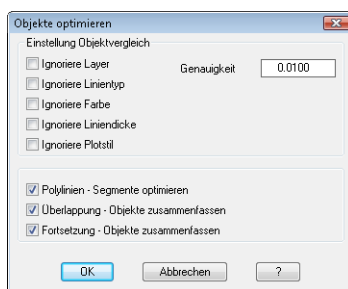 Objekte optimieren
Einstellung Objektvergleich
Ignoriere Layer
Genauigkeit 0.0100
Ignoriere Linientyp
Ignoriere Farbe
Ignoriere Liniendicke
Ignoriere Plotstil
Polylinien - Segmente optimieren
Überlappung - Objekte zusammenfassen
Fortsetzung - Objekte zusammenfassen
OK Abbrechen ?